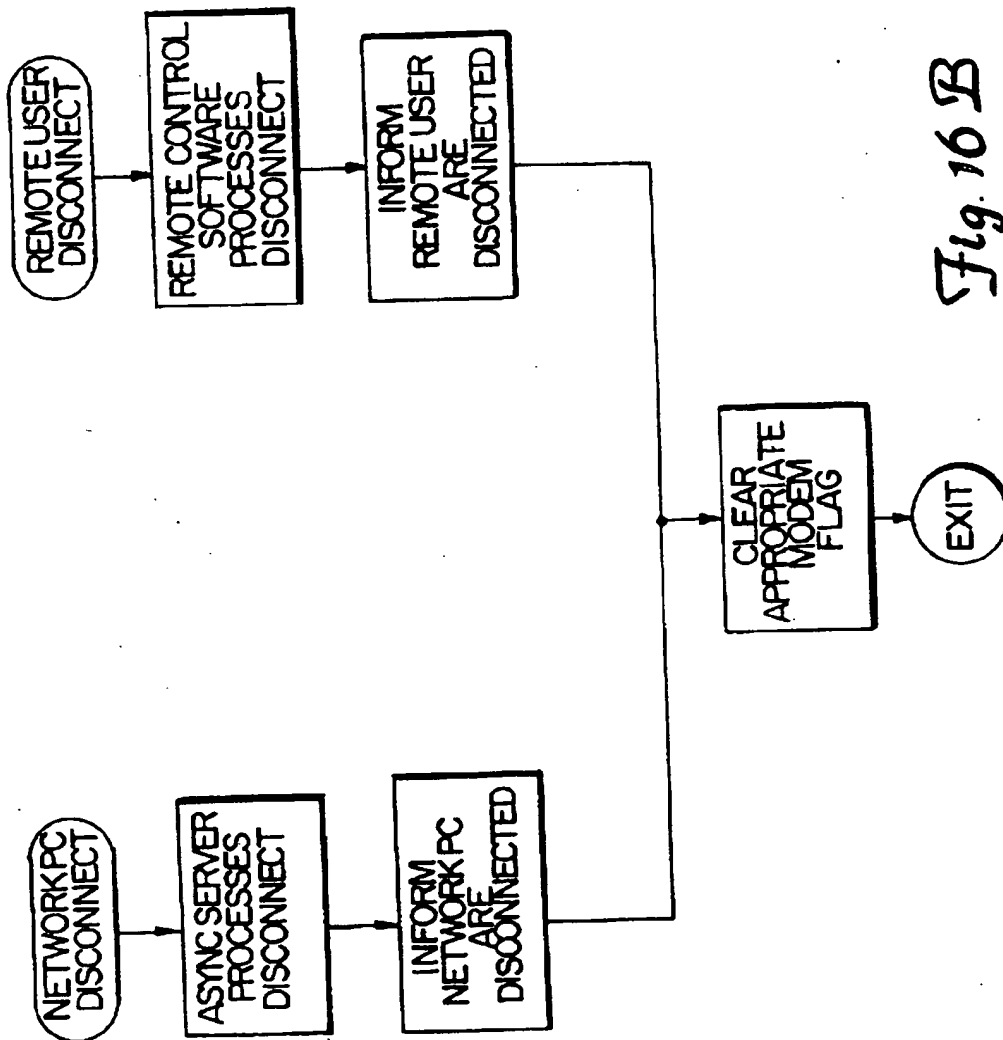 NETWORK PC
DISCONNECT
ASYNC SERVER
PROCESSES
DISCONNECT
INFORM
NETWORK PC
ARE
DISCONNECTED
REMOTE USER
DISCONNECT
REMOTE CONTROL
SOFTWARE
PROCESSES
DISCONNECT
INFORM
REMOTE USER
ARE
DISCONNECTED
CLEAR
APPROPRIATE
MODEM
FLAG
EXIT
Fig. 16 B